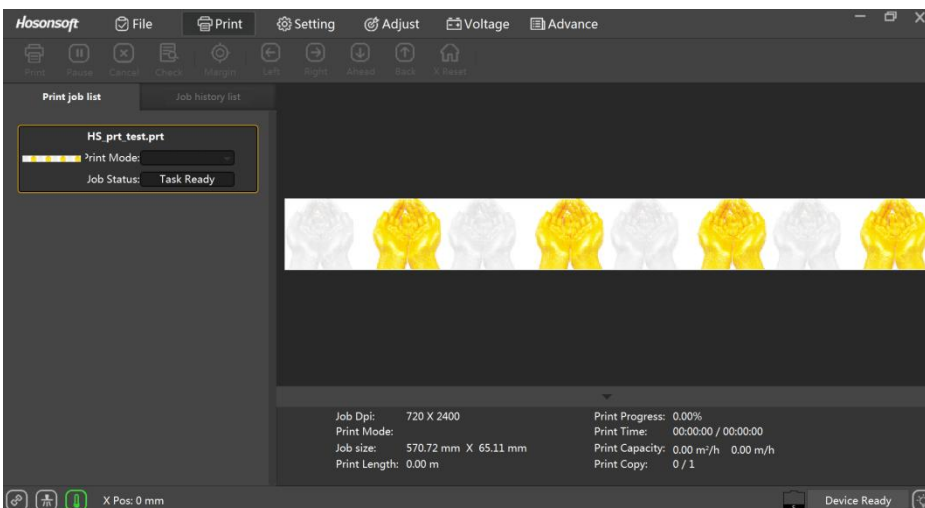 Hosonsoft File Print Setting Adjust Voltage Advance
Print Pause Cancel Check Margin Left Right Ahead Back X Reset
Print job list Job history list
HS_prt_test.prt
Print Mode:
Job Status: Task Ready
Job Dpi: 720 X 2400 Print Progress: 0.00%
Print Mode: Print Time: 00:00:00 / 00:00:00
Job size: 570.72 mm X 65.11 mm Print Capacity: 0.00 m²/h 0.00 m/h
Print Length: 0.00 m Print Copy: 0 / 1
X Pos: 0 mm Device Ready